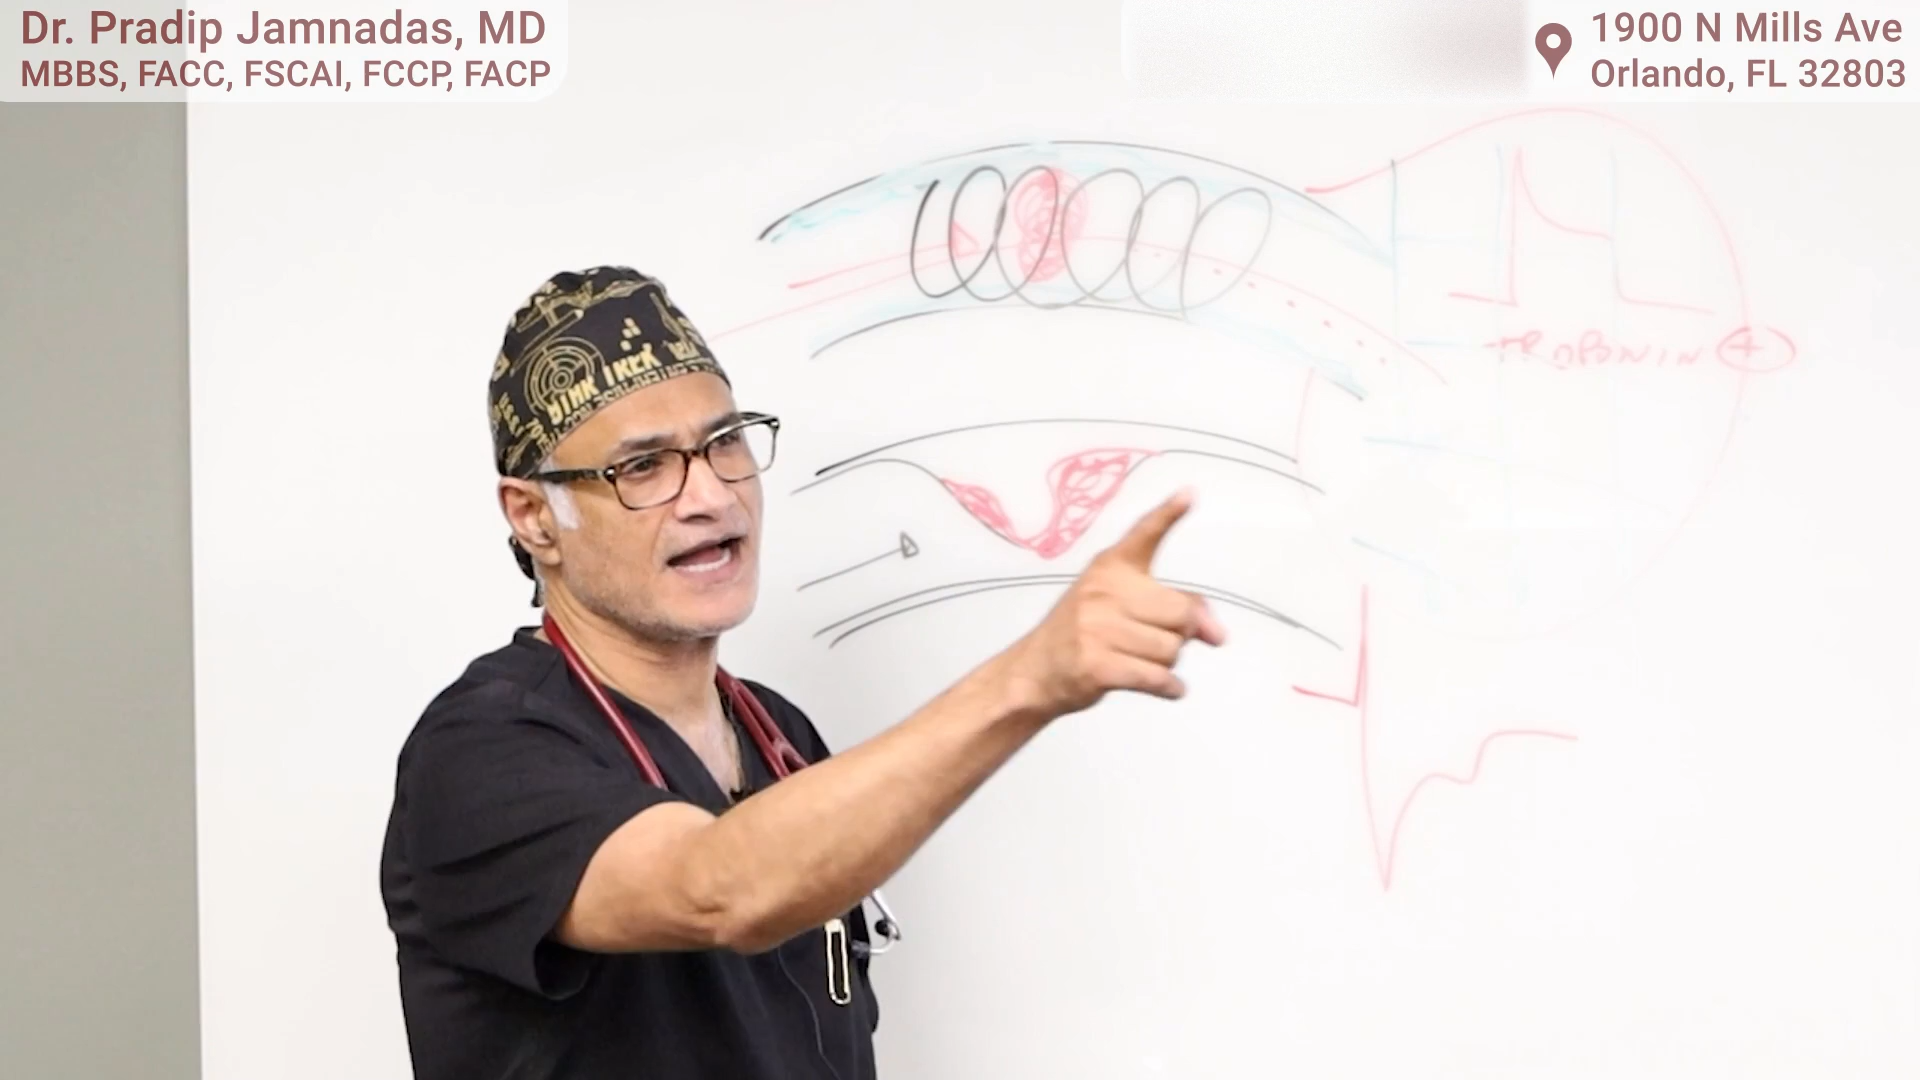 Dr. Pradip Jamnadas, MD
MBBS, FACC, FSCAI, FCCP, FACP
1900 N Mills Ave
Orlando, FL 32803
TROPONIN +